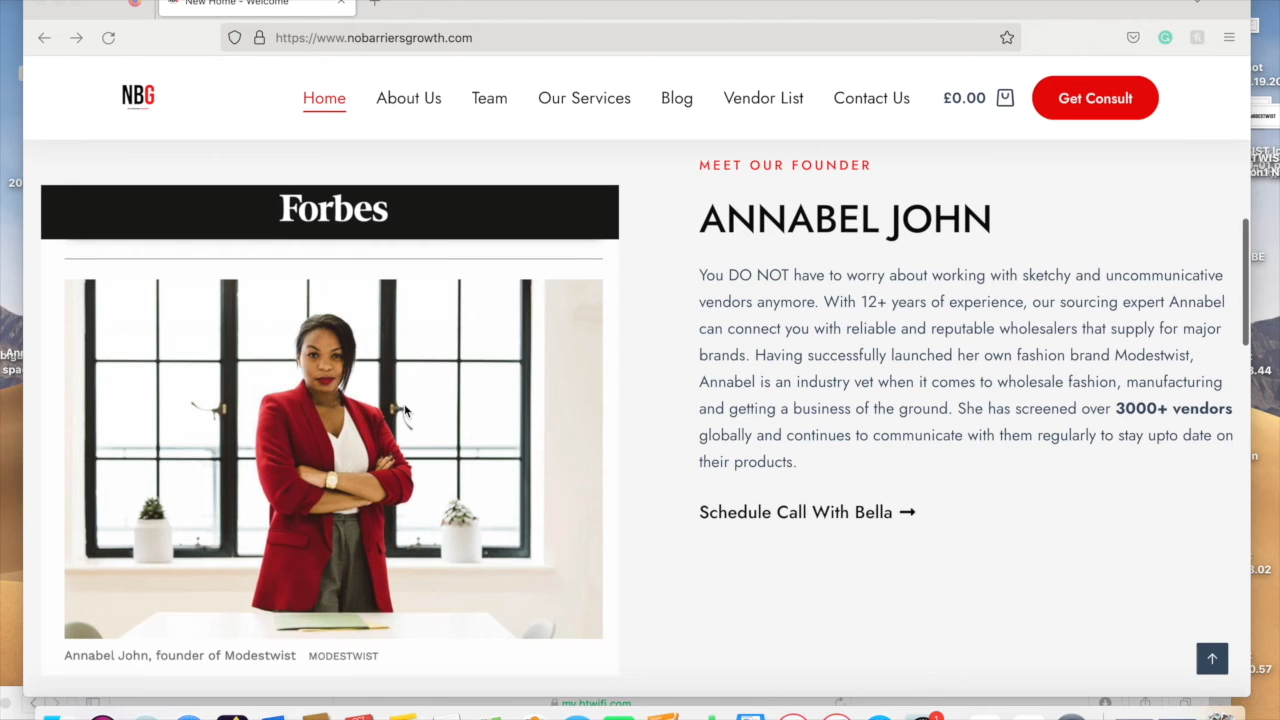 New Home - Welcome
https://www.nobarriersgrowth.com
NBG
Home About Us Team Our Services Blog Vendor List Contact Us £0.00 Get Consult
MEET OUR FOUNDER
Forbes
ANNABEL JOHN
You DO NOT have to worry about working with sketchy and uncommunicative
vendors anymore. With 12+ years of experience, our sourcing expert Annabel
can connect you with reliable and reputable wholesalers that supply for major
brands. Having successfully launched her own fashion brand Modestwist,
Annabel is an industry vet when it comes to wholesale fashion, manufacturing
and getting a business of the ground. She has screened over 3000+ vendors
globally and continues to communicate with them regularly to stay upto date on
their products.
Schedule Call With Bella
Annabel John, founder of Modestwist MODESTWIST
my.btwifi.com